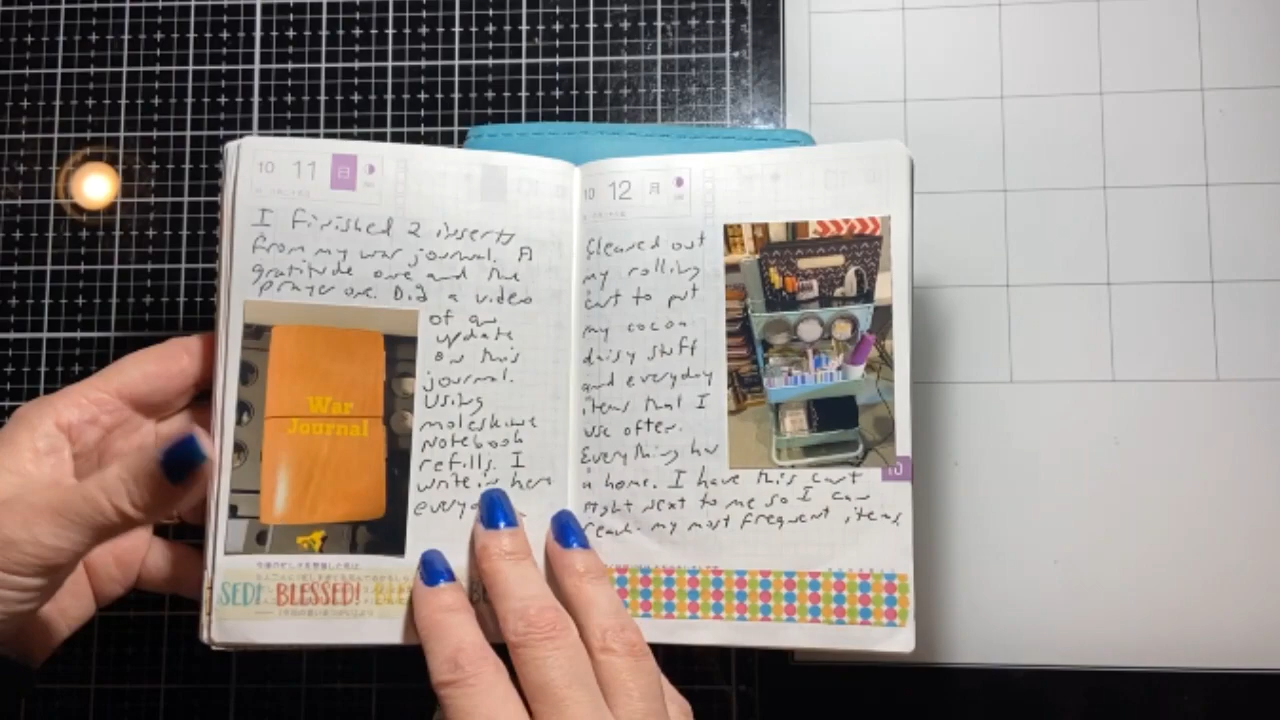 10 11 日
I finished 2 inserts
from my war journal. A
gratitude one and the
prayer one. Did a video
of an
update
on this
journal.
Using
moleskine
notebook
refills. I
write in here
War
Journal
SED! BLESSED!
10 12 月
Cleared out
my rolling
cart to put
my cocoa
daisy stuff
and everyday
items that I
use often.
Everything has
a home. I have this cart
right next to me so I can
reach my most frequent items
10